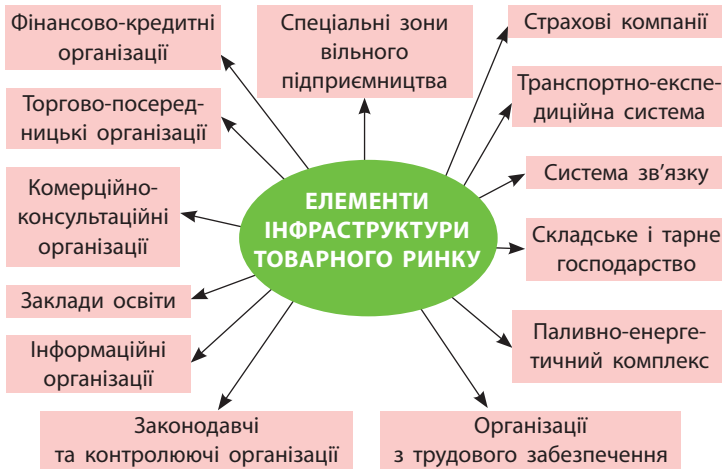 Фінансово-кредитні
організації
Спеціальні зони
вільного
підприємництва
Страхові компанії
Торгово-посеред-
ницькі організації
Транспортно-експе-
диційна система
Комерційно-
консультаційні
організації
ЕЛЕМЕНТИ
ІНФРАСТРУКТУРИ
ТОВАРНОГО РИНКУ
Система зв'язку
Складське і тарне
господарство
Заклади освіти
Інформаційні
організації
Паливно-енерге-
тичний комплекс
Законодавчі
та контролюючі організації
Організації
з трудового забезпечення